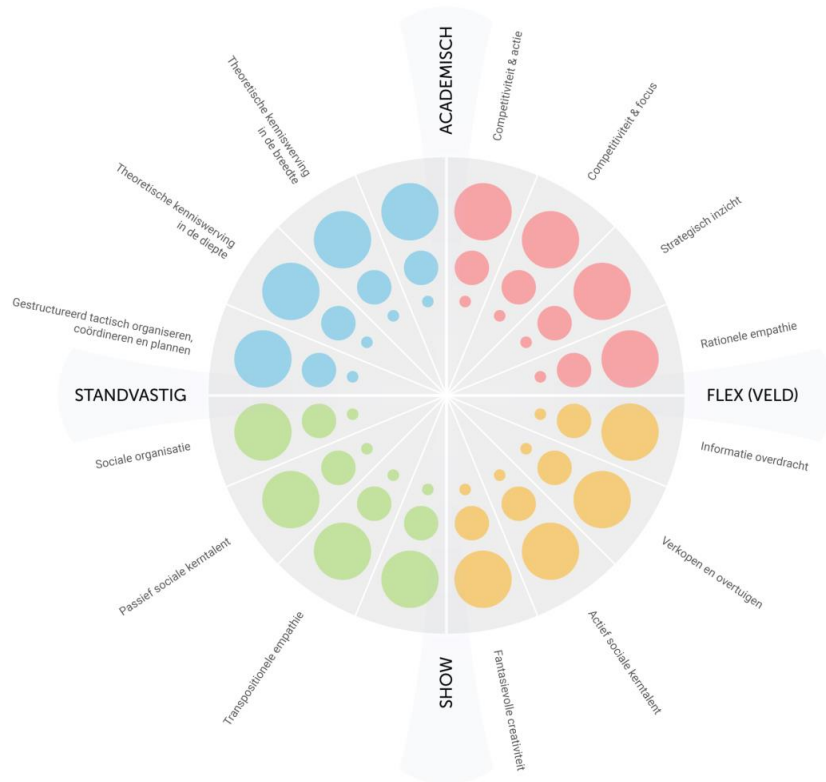 ACADEMISCH
Competitiviteit & actie
Competitiviteit & focus
Strategisch inzicht
Rationele empathie
FLEX (VELD)
Informatie overdracht
Verkopen en overtuigen
Actief sociale kerntalent
Fantasievolle creativiteit
SHOW
Transpositionele empathie
Passief sociale kerntalent
Sociale organisatie
STANDVASTIG
Gestructureerd tactisch organiseren,
coördineren en plannen
Theoretische kenniswerving
in de diepte
Theoretische kenniswerving
in de breedte